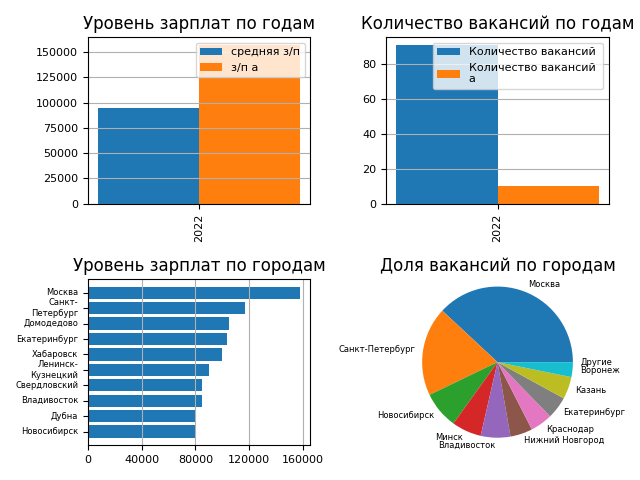 Уровень зарплат по годам
150000
125000
100000
75000
50000
25000
0
средняя з/п
з/п а
2022
Количество вакансий по годам
80
60
40
20
0
Количество вакансий
Количество вакансий
а
2022
Уровень зарплат по городам
Москва
Санкт-
Петербург
Домодедово
Екатеринбург
Хабаровск
Ленинск-
Кузнецкий
Свердловский
Владивосток
Дубна
Новосибирск
0 40000 80000 120000 160000
Доля вакансий по городам
Москва
Санкт-Петербург
Новосибирск
Минск
Владивосток
Нижний Новгород
Краснодар
Екатеринбург
Казань
Воронеж
Другие